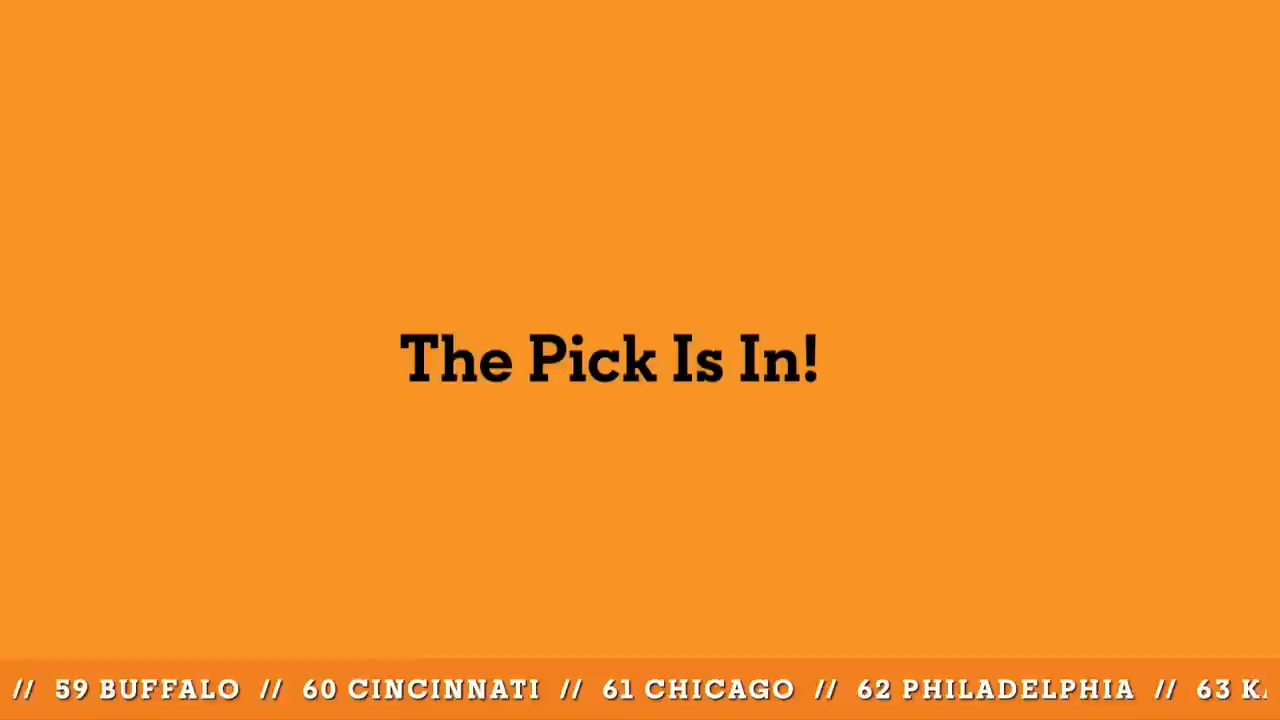 The Pick Is In!
// 59 BUFFALO // 60 CINCINNATI // 61 CHICAGO // 62 PHILADELPHIA // 63